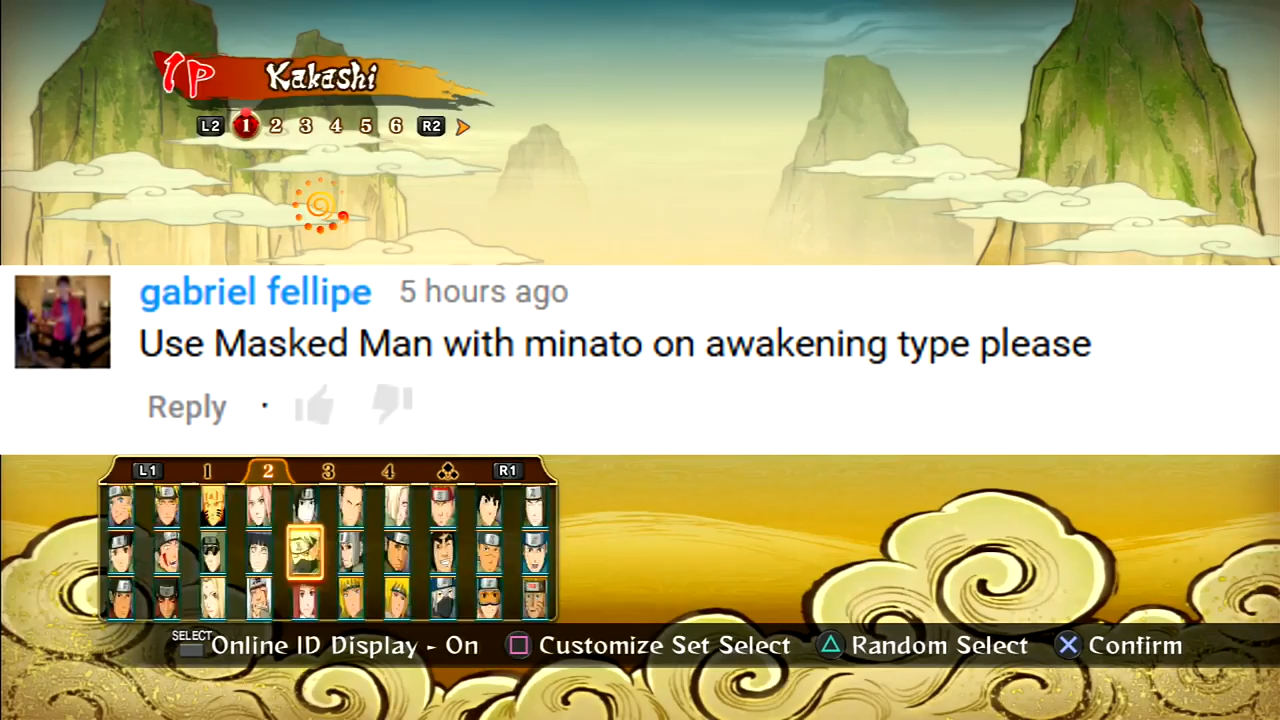 1P Kakashi
L2 1 2 3 4 5 6 R2
gabriel fellipe 5 hours ago
Use Masked Man with minato on awakening type please
Reply ·
L1 1 2 3 4 R1
SELECT Online ID Display - On Customize Set Select Random Select Confirm